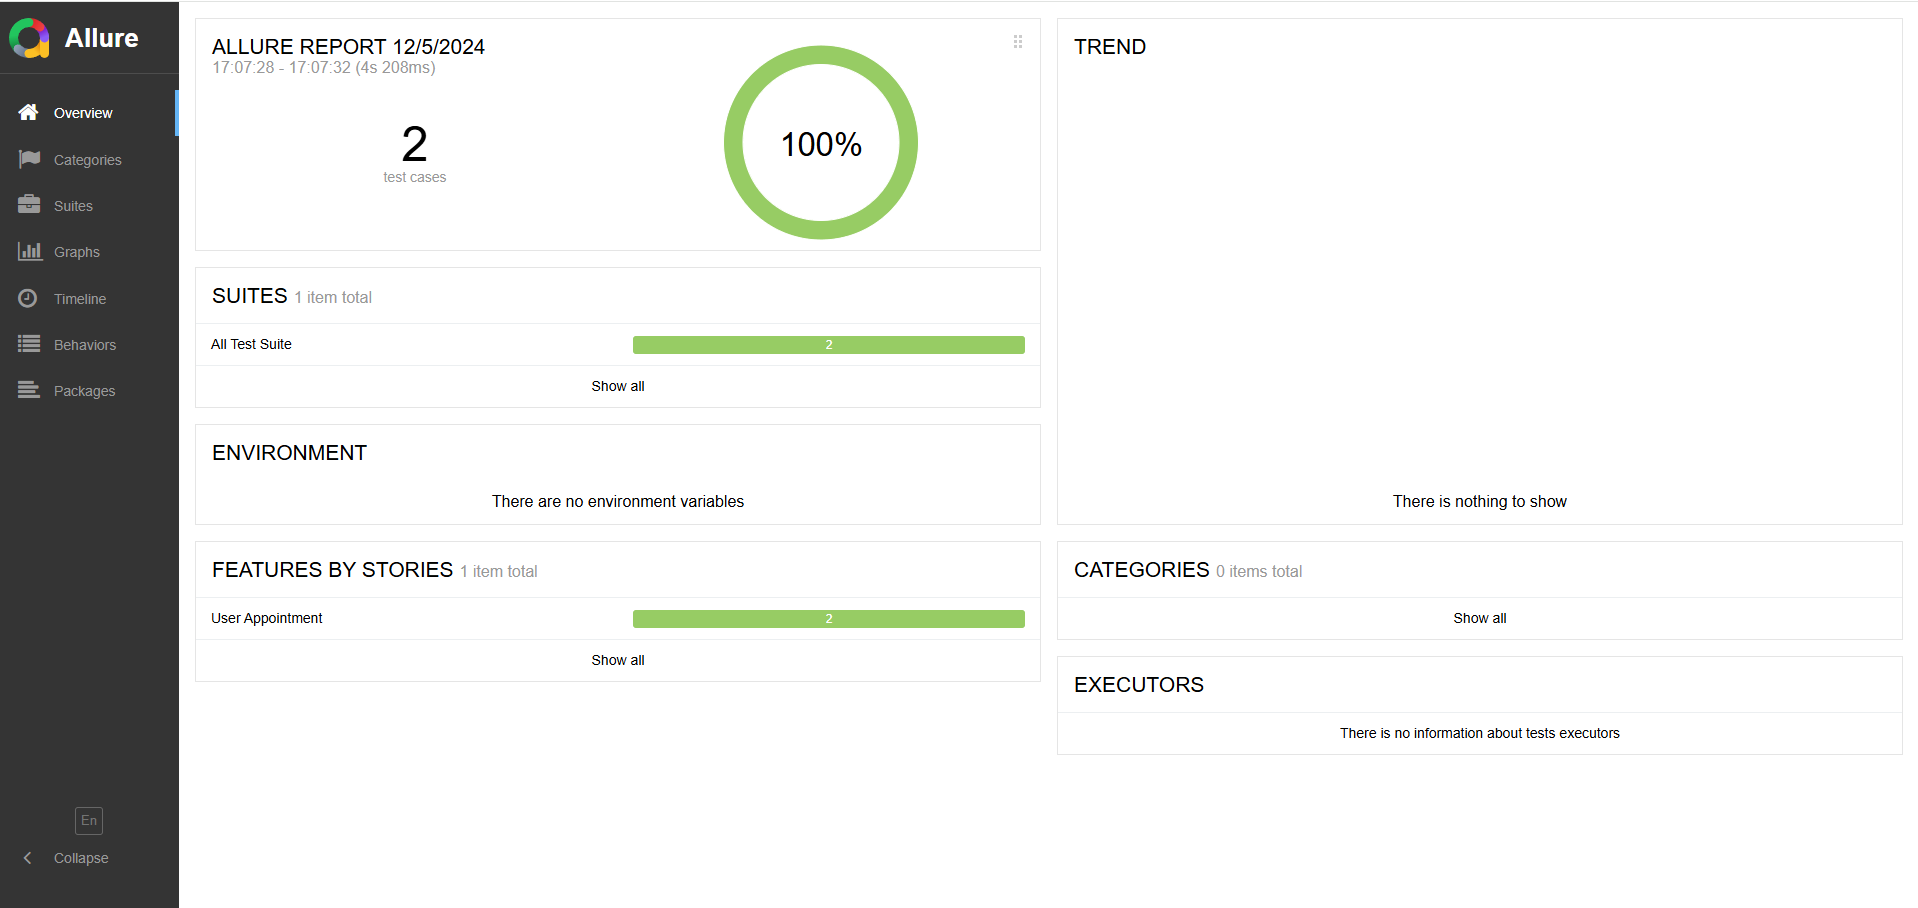 Allure
Overview
Categories
Suites
Graphs
Timeline
Behaviors
Packages
En
Collapse
ALLURE REPORT 12/5/2024
17:07:28 - 17:07:32 (4s 208ms)
2
test cases
100%
SUITES 1 item total
All Test Suite 2
Show all
ENVIRONMENT
There are no environment variables
FEATURES BY STORIES 1 item total
User Appointment 2
Show all
TREND
There is nothing to show
CATEGORIES 0 items total
Show all
EXECUTORS
There is no information about tests executors